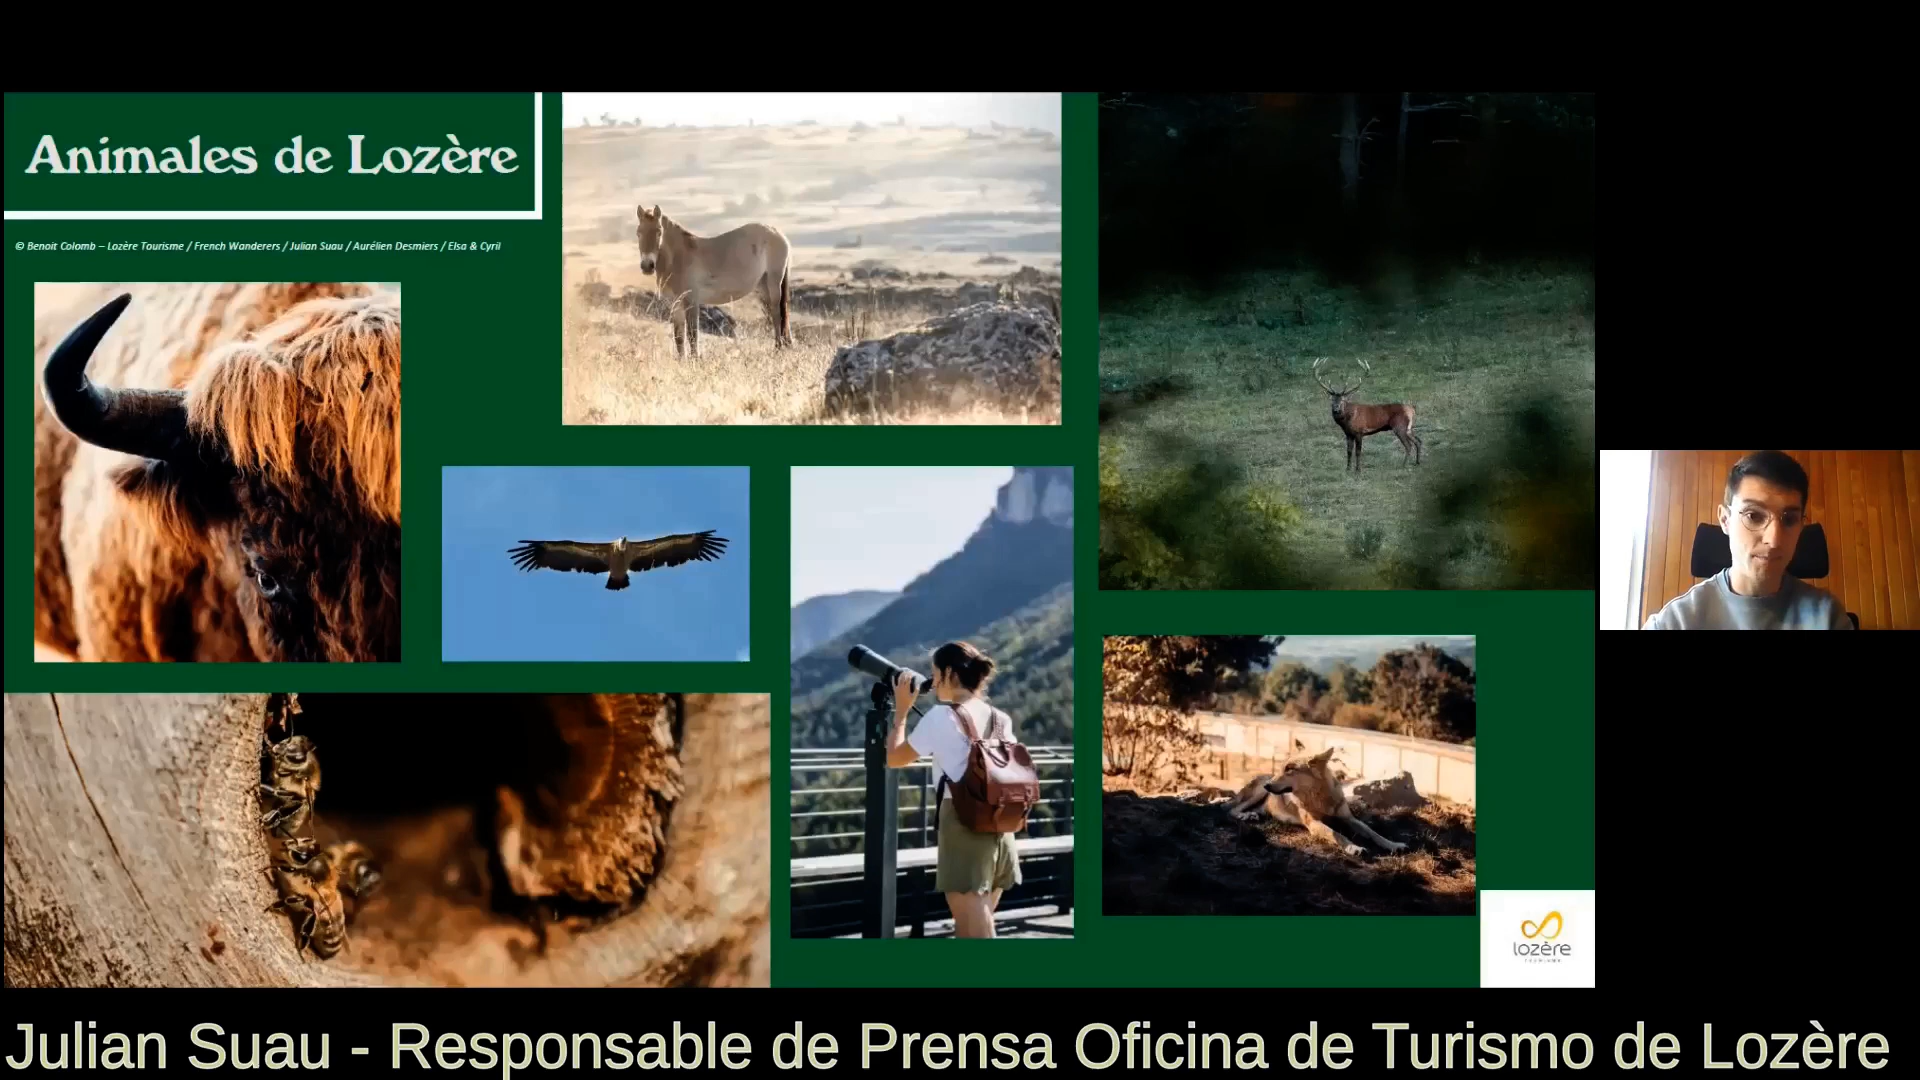 Animales de Lozère
© Benoit Colomb – Lozère Tourisme / French Wanderers / Julian Suau / Aurélien Desmiers / Elsa & Cyril
lozère
Julian Suau - Responsable de Prensa Oficina de Turismo de Lozère